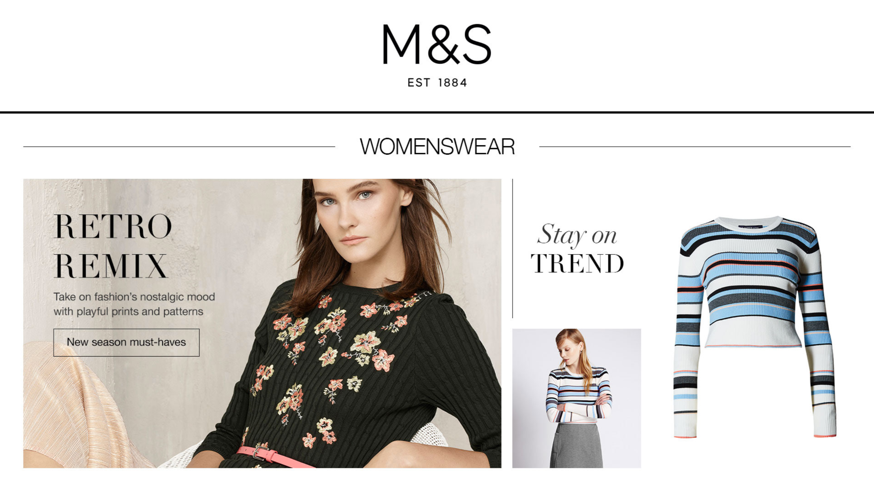 M&S
EST 1884
WOMENSWEAR
RETRO
REMIX
Take on fashion's nostalgic mood
with playful prints and patterns
New season must-haves
Stay on
TREND